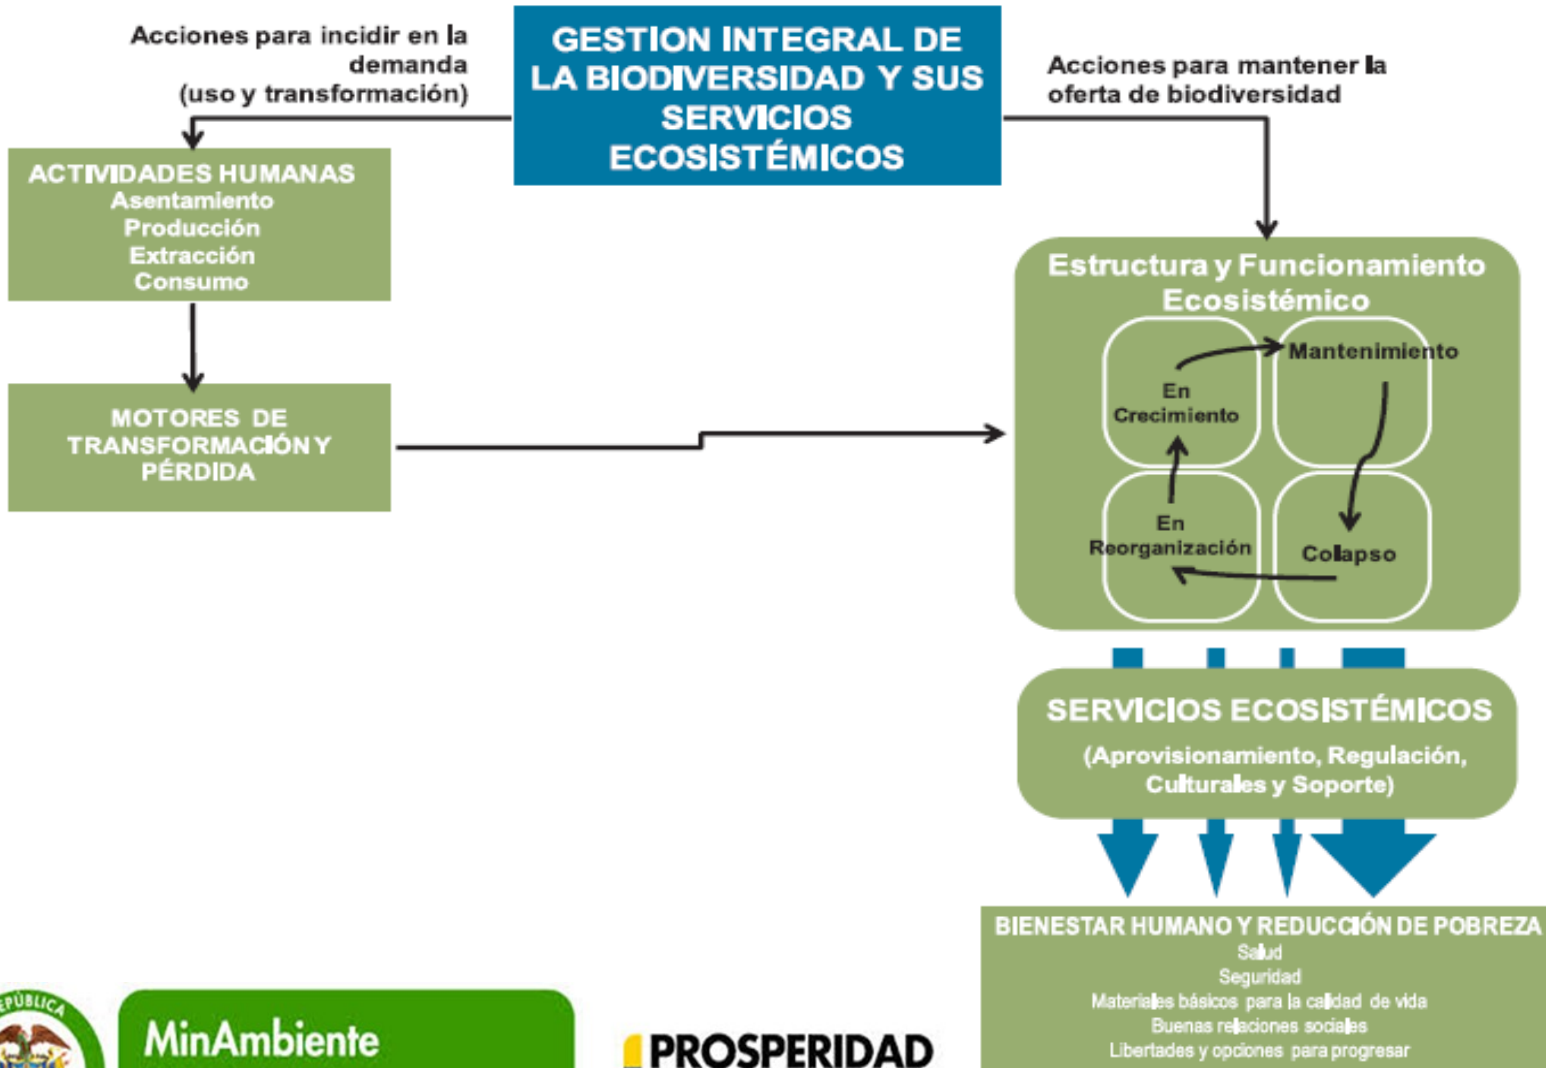 Acciones para incidir en la
demanda
(uso y transformación)
GESTION INTEGRAL DE
LA BIODIVERSIDAD Y SUS
SERVICIOS
ECOSISTÉMICOS
Acciones para mantener la
oferta de biodiversidad
ACTIVIDADES HUMANAS
Asentamiento
Producción
Extracción
Consumo
MOTORES DE
TRANSFORMACIÓN Y
PÉRDIDA
Estructura y Funcionamiento
Ecosistémico
Mantenimiento
En
Crecimiento
En
Reorganización
Colapso
SERVICIOS ECOSISTÉMICOS
(Aprovisionamiento, Regulación,
Culturales y Soporte)
BIENESTAR HUMANO Y REDUCCIÓN DE POBREZA
Salud
Seguridad
Materiales básicos para la calidad de vida
Buenas relaciones sociales
Libertades y opciones para progresar
MinAmbiente
PROSPERIDAD